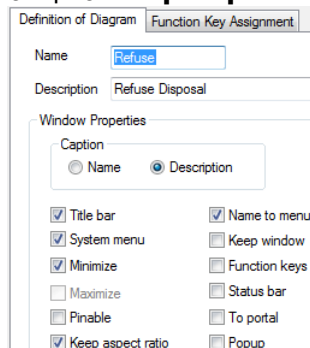 Definition of Diagram Function Key Assignment
Name Refuse
Description Refuse Disposal
Window Properties
Caption
Name Description
Title bar Name to menu
System menu Keep window
Minimize Function keys
Maximize Status bar
Pinable To portal
Keep aspect ratio Popup